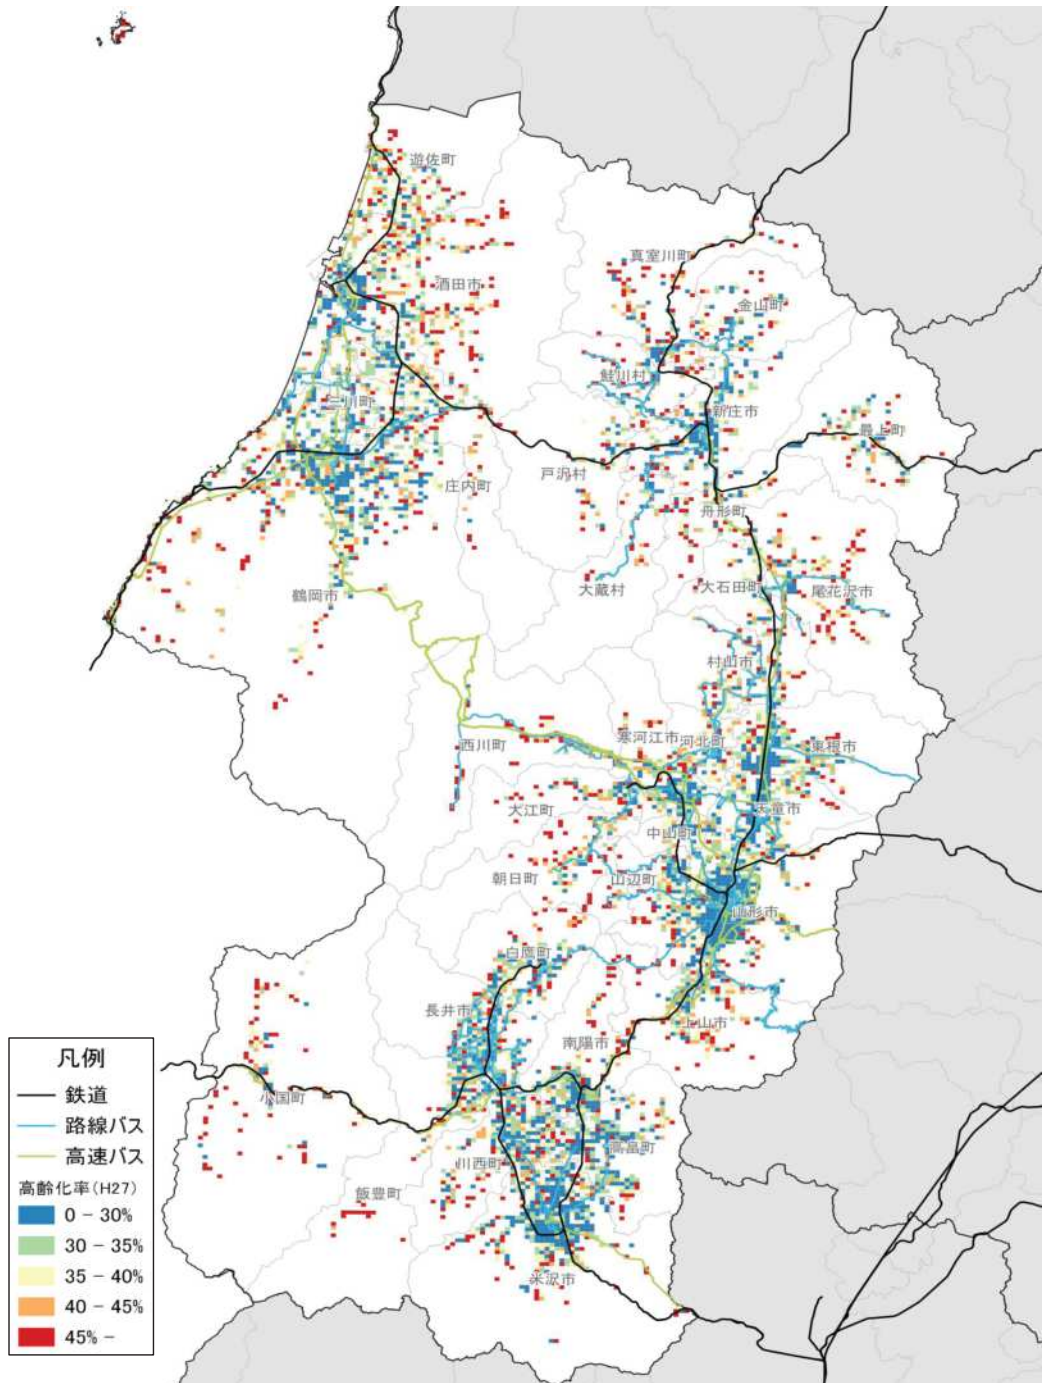 遊佐町
真室川町
酒田市
金山町
鮭川村
三川町
新庄市
最上町
戸沢村
庄内町
舟形町
大蔵村
大石田町
尾花沢市
鶴岡市
村山市
西川町
寒河江市
河北町
東根市
大江町
天童市
中山町
朝日町
山辺町
山形市
白鷹町
長井市
上山市
南陽市
小国町
高畠町
川西町
飯豊町
米沢市
凡例
鉄道
路線バス
高速バス
高齢化率(H27)
0 – 30%
30 – 35%
35 – 40%
40 – 45%
45% –